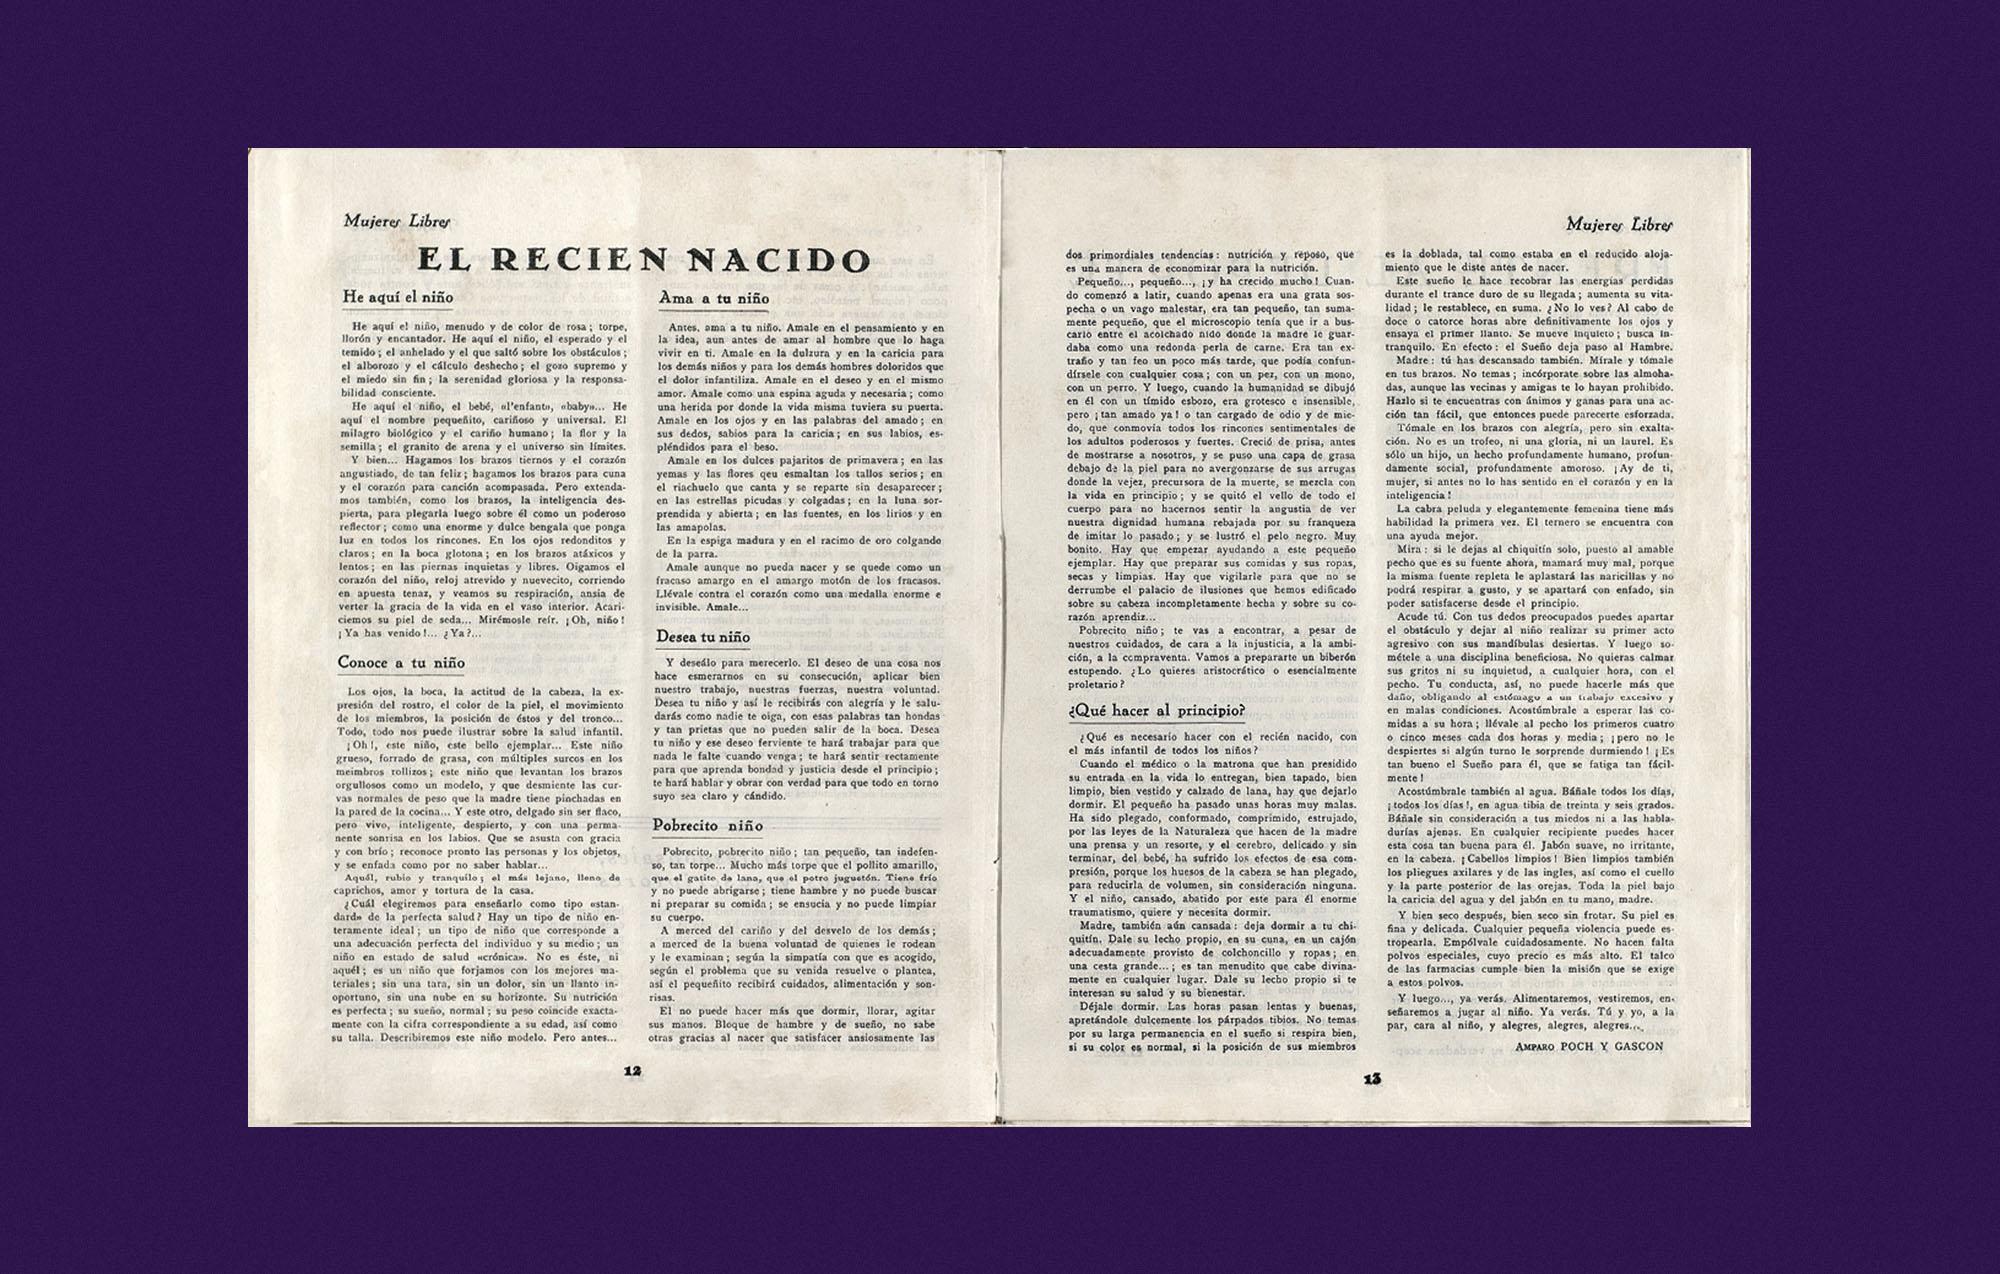 Mujeres Libres
EL RECIEN NACIDO
He aquí el niño
He aquí el niño, menudo y de color de rosa; torpe,
llorón y encantador. He aquí el niño, el esperado y el
temido; el anhelado y el que saltó sobre los obstáculos;
el alborozo y el cálculo deshecho; el gozo supremo y
el miedo sin fin; la serenidad gloriosa y la responsa-
bilidad consciente.
He aquí el niño, el bebé, «l'enfant», «baby»... He
aquí el nombre pequeñito, cariñoso y universal. El
milagro biológico y el cariño humano; la flor y la
semilla; el granito de arena y el universo sin límites.
Y bien... Hagamos los brazos tiernos y el corazón
angustiado, de tan feliz; hagamos los brazos para cuna
y el corazón para canción acompasada. Pero extenda-
mos también, como los brazos, la inteligencia des-
pierta, para plegarla luego sobre él como un poderoso
reflector; como una enorme y dulce bengala que ponga
luz en todos los rincones. En los ojos redonditos y
claros; en la boca glotona; en los brazos atáxicos y
lentos; en las piernas inquietas y libres. Oigamos el
corazón del niño, reloj atrevido y nuevecito, corriendo
en apuesta tenaz, y veamos su respiración, ansia de
verter la gracia de la vida en el vaso interior. Acari-
ciemos su piel de seda... Mirémosle reír. ¡Oh, niño!
¡Ya has venido!... ¿Ya?...
Conoce a tu niño
Los ojos, la boca, la actitud de la cabeza, la ex-
presión del rostro, el color de la piel, el movimiento
de los miembros, la posición de éstos y del tronco...
Todo, todo nos puede ilustrar sobre la salud infantil.
¡Oh!, este niño, este bello ejemplar... Este niño
grueso, forrado de grasa, con múltiples surcos en los
meimbros rollizos; este niño que levantan los brazos
orgullosos como un modelo, y que desmiente las cur-
vas normales de peso que la madre tiene pinchadas en
la pared de la cocina... Y este otro, delgado sin ser flaco,
pero vivo, inteligente, despierto, y con una perma-
nente sonrisa en los labios. Que se asusta con gracia
y con brío; reconoce pronto las personas y los objetos,
y se enfada como por no saber hablar...
Aquél, rubio y tranquilo; el más lejano, lleno de
caprichos, amor y tortura de la casa.
¿Cuál elegiremos para enseñarlo como tipo «stan-
dard» de la perfecta salud? Hay un tipo de niño en-
teramente ideal; un tipo de niño que corresponde a
una adecuación perfecta del individuo y su medio; un
niño en estado de salud «crónica». No es éste, ni
aquél; es un niño que forjamos con los mejores ma-
teriales; sin una tara, sin un dolor, sin un llanto in-
oportuno, sin una nube en su horizonte. Su nutrición
es perfecta; su sueño, normal; su peso coincide exacta-
mente con la cifra correspondiente a su edad, así como
su talla. Describiremos este niño modelo. Pero antes...
Ama a tu niño
Antes, ama a tu niño. Amale en el pensamiento y en
la idea, aun antes de amar al hombre que lo haga
vivir en ti. Amale en la dulzura y en la caricia para
los demás niños y para los demás hombres doloridos que
el dolor infantiliza. Amale en el deseo y en el mismo
amor. Amale como una espina aguda y necesaria; como
una herida por donde la vida misma tuviera su puerta.
Amale en los ojos y en las palabras del amado; en
sus dedos, sabios para la caricia; en sus labios, es-
pléndidos para el beso.
Amale en los dulces pajaritos de primavera; en las
yemas y las flores qeu esmaltan los tallos serios; en
el riachuelo que canta y se reparte sin desaparecer;
en las estrellas picudas y colgadas; en la luna sor-
prendida y abierta; en las fuentes, en los lirios y en
las amapolas.
En la espiga madura y en el racimo de oro colgando
de la parra.
Amale aunque no pueda nacer y se quede como un
fracaso amargo en el amargo motón de los fracasos.
Llévale contra el corazón como una medalla enorme e
invisible. Amale...
Desea tu niño
Y deseálo para merecerlo. El deseo de una cosa nos
hace esmerarnos en su consecución, aplicar bien
nuestro trabajo, nuestras fuerzas, nuestra voluntad.
Desea tu niño y así le recibirás con alegría y le salu-
darás como nadie te oiga, con esas palabras tan hondas
y tan prietas que no pueden salir de la boca. Desea
tu niño y ese deseo ferviente te hará trabajar para que
nada le falte cuando venga; te hará sentir rectamente
para que aprenda bondad y justicia desde el principio;
te hará hablar y obrar con verdad para que todo en torno
suyo sea claro y cándido.
Pobrecito niño
Pobrecito, pobrecito niño; tan pequeño, tan indefen-
so, tan torpe... Mucho más torpe que el pollito amarillo,
que el gatito de lana, que el potro juguetón. Tiene frío
y no puede abrigarse; tiene hambre y no puede buscar
ni preparar su comida; se ensucia y no puede limpiar
su cuerpo.
A merced del cariño y del desvelo de los demás;
a merced de la buena voluntad de quienes le rodean
y le examinan; según la simpatía con que es acogido,
según el problema que su venida resuelve o plantea,
así el pequeñito recibirá cuidados, alimentación y son-
risas.
El no puede hacer más que dormir, llorar, agitar
sus manos. Bloque de hambre y de sueño, no sabe
otras gracias al nacer que satisfacer ansiosamente las
12
Mujeres Libres
dos primordiales tendencias: nutrición y reposo, que
es una manera de economizar para la nutrición.
Pequeño..., pequeño..., ¡y ha crecido mucho! Cuan-
do comenzó a latir, cuando apenas era una grata sos-
pecha o un vago malestar, era tan pequeño, tan suma-
mente pequeño, que el microscopio tenía que ir a bus-
carlo entre el acolchado nido donde la madre le guar-
daba como una redonda perla de carne. Era tan ex-
traño y tan feo un poco más tarde, que podía confun-
dírsele con cualquier cosa; con un pez, con un mono,
con un perro. Y luego, cuando la humanidad se dibujó
en él con un tímido esbozo, era grotesco e insensible,
pero ¡tan amado ya! o tan cargado de odio y de mie-
do, que conmovía todos los rincones sentimentales de
los adultos poderosos y fuertes. Creció de prisa, antes
de mostrarse a nosotros, y se puso una capa de grasa
debajo de la piel para no avergonzarse de sus arrugas
donde la vejez, precursora de la muerte, se mezcla con
la vida en principio; y se quitó el vello de todo el
cuerpo para no hacernos sentir la angustia de ver
nuestra dignidad humana rebajada por su franqueza
de imitar lo pasado; y se lustró el pelo negro. Muy
bonito. Hay que empezar ayudando a este pequeño
ejemplar. Hay que preparar sus comidas y sus ropas,
secas y limpias. Hay que vigilarle para que no se
derrumbe el palacio de ilusiones que hemos edificado
sobre su cabeza incompletamente hecha y sobre su co-
razón aprendiz...
Pobrecito niño; te vas a encontrar, a pesar de
nuestros cuidados, de cara a la injusticia, a la ambi-
ción, a la compraventa. Vamos a prepararte un biberón
estupendo. ¿Lo quieres aristocrático o esencialmente
proletario?
¿Qué hacer al principio?
¿Qué es necesario hacer con el recién nacido, con
el más infantil de todos los niños?
Cuando el médico o la matrona que han presidido
su entrada en la vida lo entregan, bien tapado, bien
limpio, bien vestido y calzado de lana, hay que dejarlo
dormir. El pequeño ha pasado unas horas muy malas.
Ha sido plegado, conformado, comprimido, estrujado,
por las leyes de la Naturaleza que hacen de la madre
una prensa y un resorte, y el cerebro, delicado y sin
terminar, del bebé, ha sufrido los efectos de esa com-
presión, porque los huesos de la cabeza se han plegado,
para reducirla de volumen, sin consideración ninguna.
Y el niño, cansado, abatido por este para él enorme
traumatismo, quiere y necesita dormir.
Madre, también aún cansada: deja dormir a tu chi-
quitín. Dale su lecho propio, en su cuna, en un cajón
adecuadamente provisto de colchoncillo y ropas; en
una cesta grande...; es tan menudito que cabe divina-
mente en cualquier lugar. Dale su lecho propio si te
interesan su salud y su bienestar.
Déjale dormir. Las horas pasan lentas y buenas,
apretándole dulcemente los párpados tibios. No temas
por su larga permanencia en el sueño si respira bien,
si su color es normal, si la posición de sus miembros
es la doblada, tal como estaba en el reducido aloja-
miento que le diste antes de nacer.
Este sueño le hace recobrar las energías perdidas
durante el trance duro de su llegada; aumenta su vita-
lidad; le restablece, en suma. ¿No lo ves? Al cabo de
doce o catorce horas abre definitivamente los ojos y
ensaya el primer llanto. Se mueve inquieto; busca in-
tranquilo. En efecto: el Sueño deja paso al Hambre.
Madre: tú has descansado también. Mírale y tómale
en tus brazos. No temas; incórporate sobre las almoha-
das, aunque las vecinas y amigas te lo hayan prohibido.
Hazlo si te encuentras con ánimos y ganas para una ac-
ción tan fácil, que entonces puede parecerte esforzada.
Tómale en los brazos con alegría, pero sin exalta-
ción. No es un trofeo, ni una gloria, ni un laurel. Es
sólo un hijo, un hecho profundamente humano, profun-
damente social, profundamente amoroso. ¡Ay de ti,
mujer, si antes no lo has sentido en el corazón y en la
inteligencia!
La cabra peluda y elegantemente femenina tiene más
habilidad la primera vez. El ternero se encuentra con
una ayuda mejor.
Mira: si le dejas al chiquitín solo, puesto al amable
pecho que es su fuente ahora, mamará muy mal, porque
la misma fuente repleta le aplastará las naricillas y no
podrá respirar a gusto, y se apartará con enfado, sin
poder satisfacerse desde el principio.
Acude tú. Con tus dedos preocupados puedes apartar
el obstáculo y dejar al niño realizar su primer acto
agresivo con sus mandíbulas desiertas. Y luego so-
métele a una disciplina beneficiosa. No quieras calmar
sus gritos ni su inquietud, a cualquier hora, con el
pecho. Tu conducta, así, no puede hacerle más que
daño, obligando al estómago a un trabajo excesivo y
en malas condiciones. Acostúmbrale a esperar las co-
midas a su hora; llévale al pecho los primeros cuatro
o cinco meses cada dos horas y media; ¡pero no le
despiertes si algún turno le sorprende durmiendo! ¡Es
tan bueno el Sueño para él, que se fatiga tan fácil-
mente!
Acostúmbrale también al agua. Báñale todos los días,
¡todos los días!, en agua tibia de treinta y seis grados.
Báñale sin consideración a tus miedos ni a las habla-
durías ajenas. En cualquier recipiente puedes hacer
esta cosa tan buena para él. Jabón suave, no irritante,
en la cabeza. ¡Cabellos limpios! Bien limpios también
los pliegues axilares y de las ingles, así como el cuello
y la parte posterior de las orejas. Toda la piel bajo
la caricia del agua y del jabón en tu mano, madre.
Y bien seco después, bien seco sin frotar. Su piel es
fina y delicada. Cualquier pequeña violencia puede es-
tropearla. Empólvale cuidadosamente. No hacen falta
polvos especiales, cuyo precio es más alto. El talco
de las farmacias cumple bien la misión que se exige
a estos polvos.
Y luego..., ya verás. Alimentaremos, vestiremos, en-
señaremos a jugar al niño. Ya verás. Tú y yo, a la
par, cara al niño, y alegres, alegres, alegres...
Amparo POCH Y GASCON
13